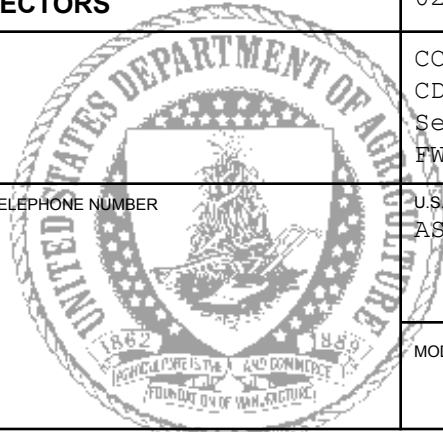 ECTORS
CO
CD
Se
FW
ELEPHONE NUMBER
U.S.
AS
UNITED STATES DEPARTMENT OF AGRICULTURE
1862 1889
AGRICULTURE IS THE AND COMMERCE
FOUNDATION OF MANUFACTURE
MOD